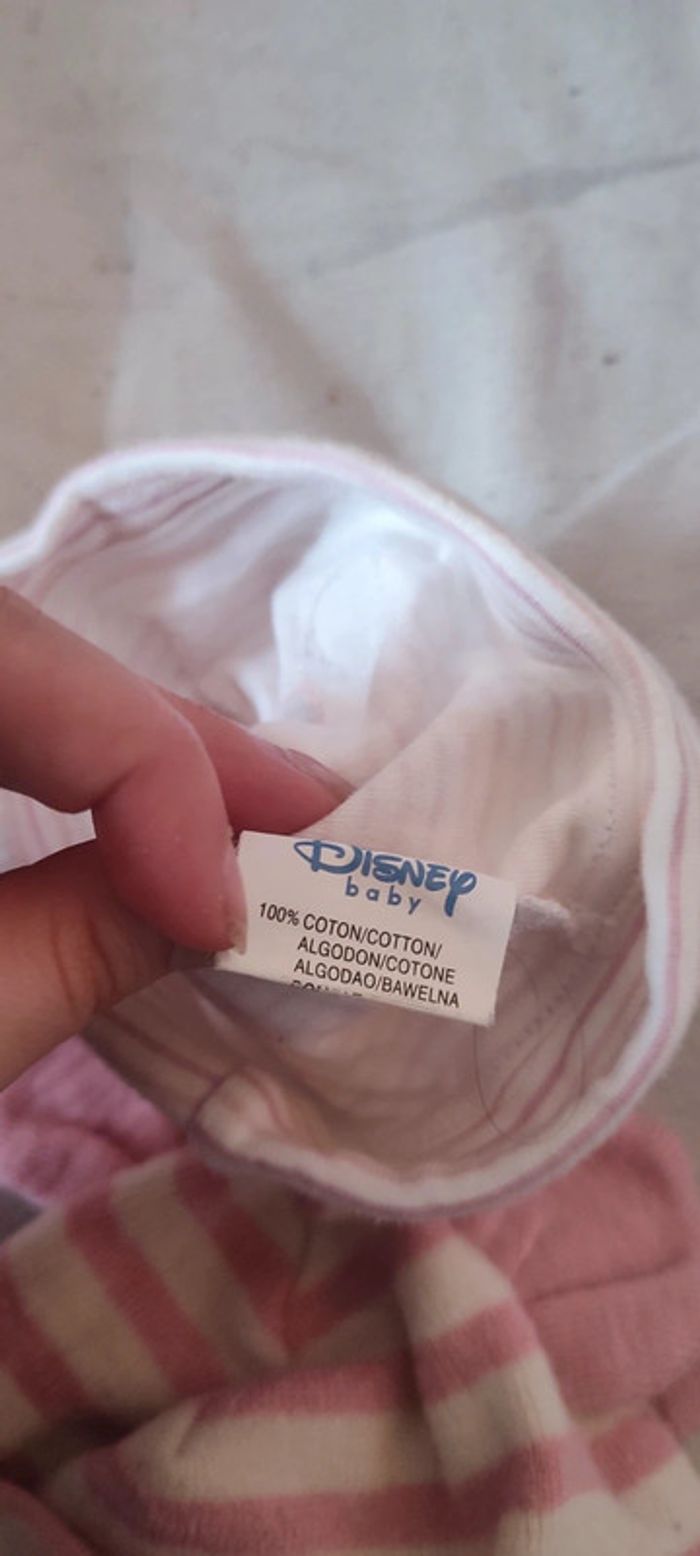 DISNEY
baby
100% COTON/COTTON/
ALGODON/COTONE
ALGODAO/BAWELNA